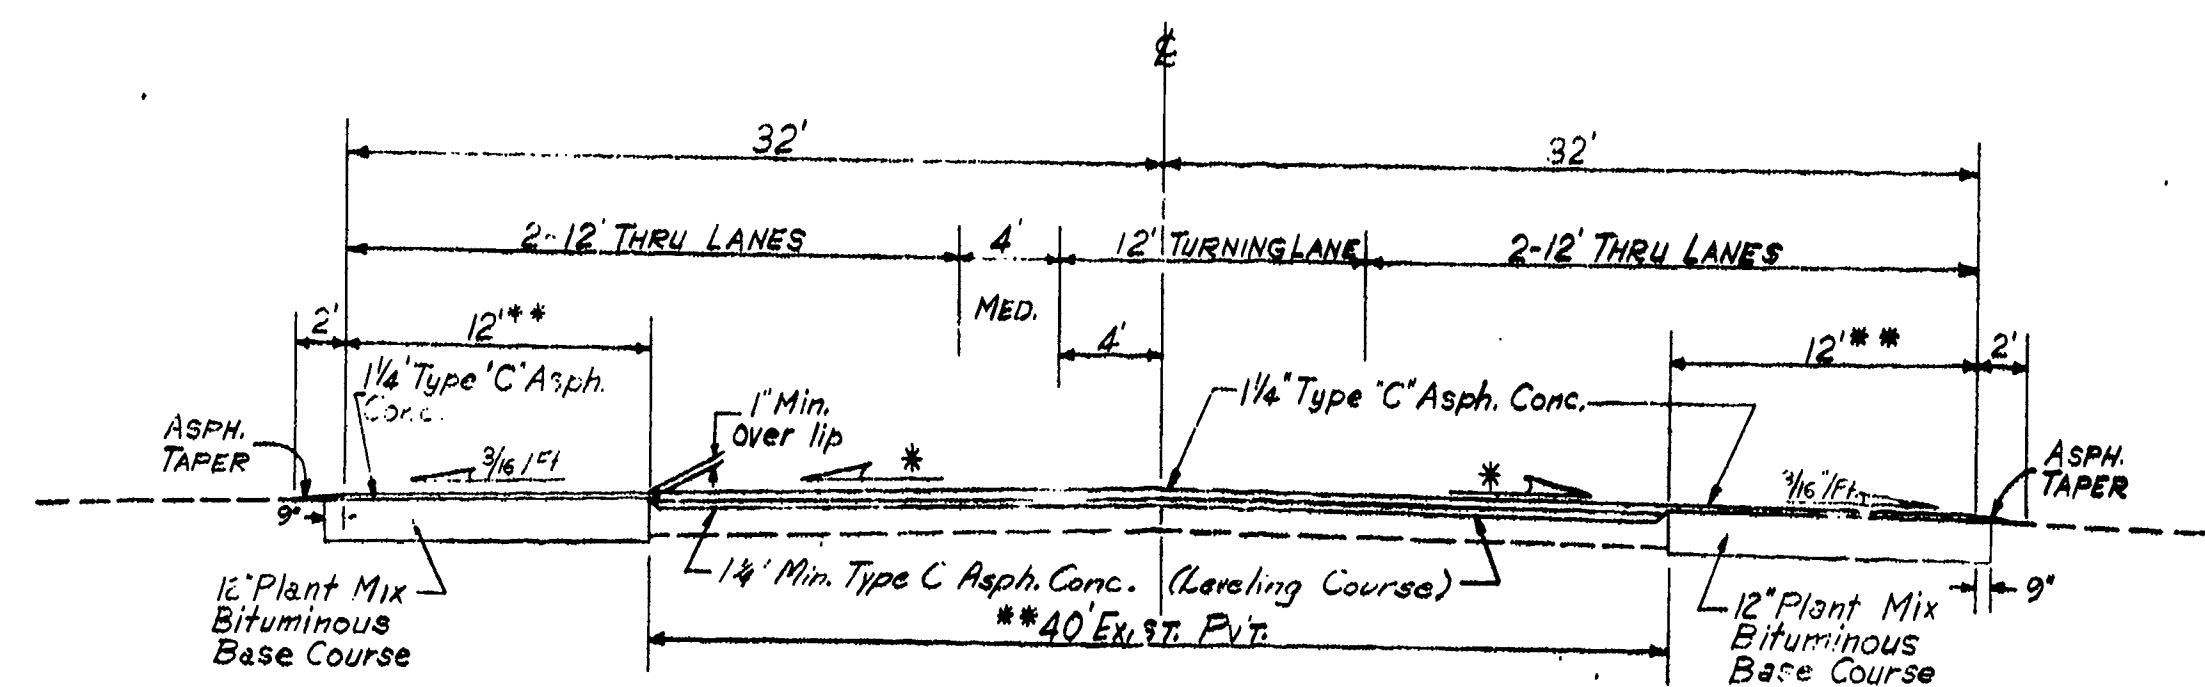 ℄
32'
32'
2-12' THRU LANES
4'
12' TURNING LANE
2-12' THRU LANES
MED.
2'
12'**
4'
12'**
2'
1¼" Type "C" Asph.
Conc.
1" Min.
over lip
1¼" Type "C" Asph. Conc.
ASPH.
TAPER
3/16"/Ft
*
*
3/16"/Ft.
ASPH.
TAPER
9"
1¼" Min. Type C Asph. Conc. (Leveling Course)
9"
12" Plant Mix
Bituminous
Base Course
**40' EXIST. PV'T.
12" Plant Mix
Bituminous
Base Course